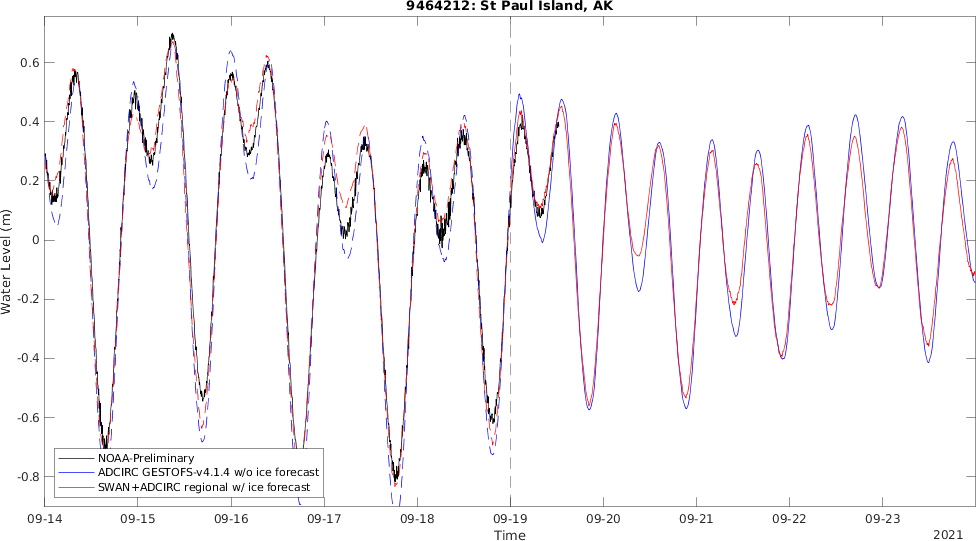 9464212: St Paul Island, AK
Water Level (m)
0.6
0.4
0.2
0
-0.2
-0.4
-0.6
-0.8
NOAA-Preliminary
ADCIRC GESTOFS-v4.1.4 w/o ice forecast
SWAN+ADCIRC regional w/ ice forecast
09-14 09-15 09-16 09-17 09-18 09-19 09-20 09-21 09-22 09-23
Time
2021